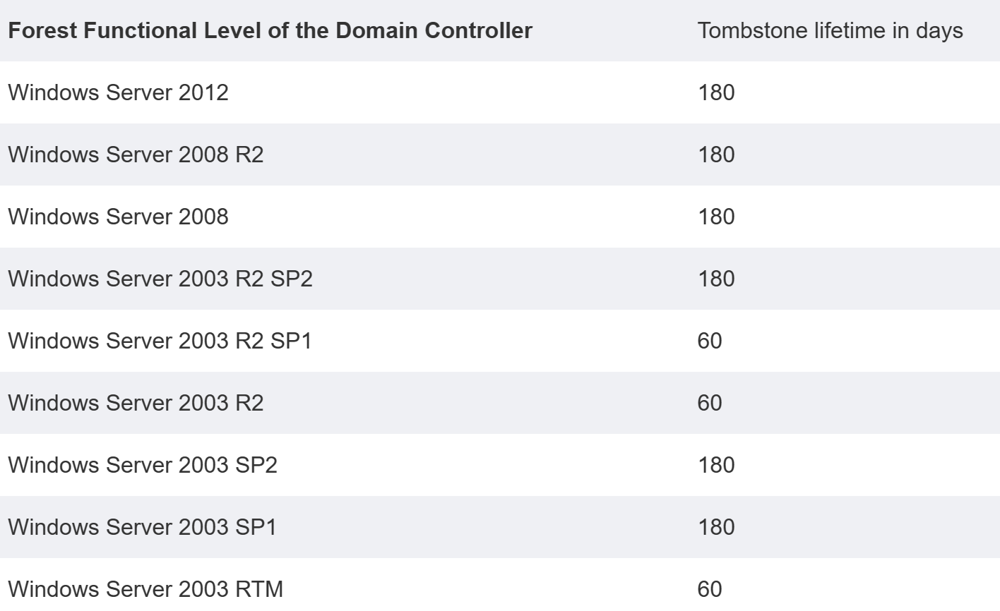 Forest Functional Level of the Domain Controller Tombstone lifetime in days
Windows Server 2012 180
Windows Server 2008 R2 180
Windows Server 2008 180
Windows Server 2003 R2 SP2 180
Windows Server 2003 R2 SP1 60
Windows Server 2003 R2 60
Windows Server 2003 SP2 180
Windows Server 2003 SP1 180
Windows Server 2003 RTM 60